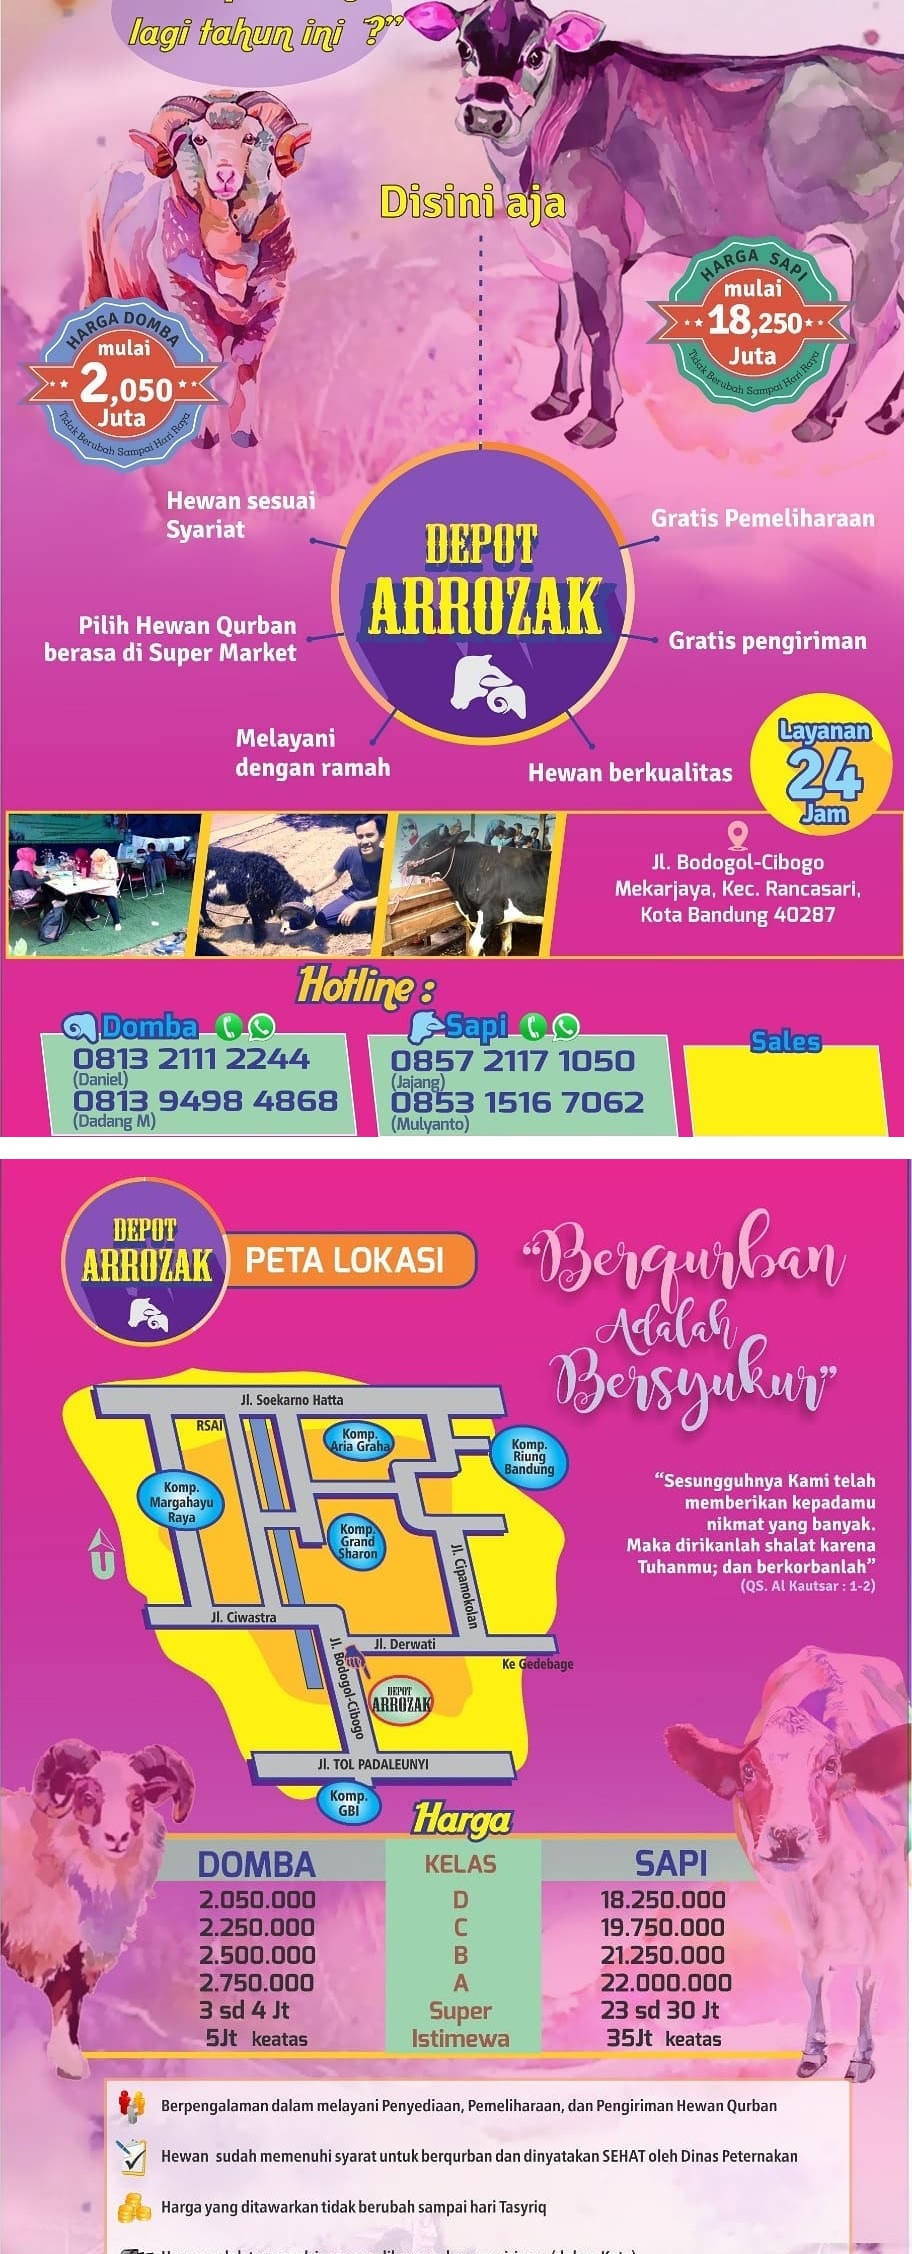 lagi tahun ini ?”
Disini aja
HARGA SAPI
mulai
18,250
Juta
Tidak Berubah Sampai Hari Raya
HARGA DOMBA
mulai
2,050
Juta
Tidak Berubah Sampai Hari Raya
Hewan sesuai
Syariat
Gratis Pemeliharaan
DEPOT
ARROZAK
Pilih Hewan Qurban
berasa di Super Market
Gratis pengiriman
Melayani
dengan ramah
Hewan berkualitas
Layanan
24
Jam
Jl. Bodogol-Cibogo
Mekarjaya, Kec. Rancasari,
Kota Bandung 40287
Hotline :
Domba
0813 2111 2244
(Daniel)
0813 9498 4868
(Dadang M)
Sapi
0857 2117 1050
(Jajang)
0853 1516 7062
(Mulyanto)
Sales
DEPOT
ARROZAK
PETA LOKASI
“Berqurban
Adalah
Bersyukur”
Jl. Soekarno Hatta
RSAI
Komp.
Aria Graha
Komp.
Riung
Bandung
Komp.
Margahayu
Raya
Komp.
Grand
Sharon
U
Jl. Cipamokolan
Jl. Ciwastra
Jl. Derwati
Ke Gedebage
Jl. Bodogol-Cibogo
DEPOT
ARROZAK
Jl. TOL PADALEUNYI
Komp.
GBI
“Sesungguhnya Kami telah
memberikan kepadamu
nikmat yang banyak.
Maka dirikanlah shalat karena
Tuhanmu; dan berkorbanlah”
(QS. Al Kautsar : 1-2)
Harga
DOMBA KELAS SAPI
2.050.000 D 18.250.000
2.250.000 C 19.750.000
2.500.000 B 21.250.000
2.750.000 A 22.000.000
3 sd 4 Jt Super 23 sd 30 Jt
5Jt keatas Istimewa 35Jt keatas
Berpengalaman dalam melayani Penyediaan, Pemeliharaan, dan Pengiriman Hewan Qurban
Hewan sudah memenuhi syarat untuk berqurban dan dinyatakan SEHAT oleh Dinas Peternakan
Harga yang ditawarkan tidak berubah sampai hari Tasyriq